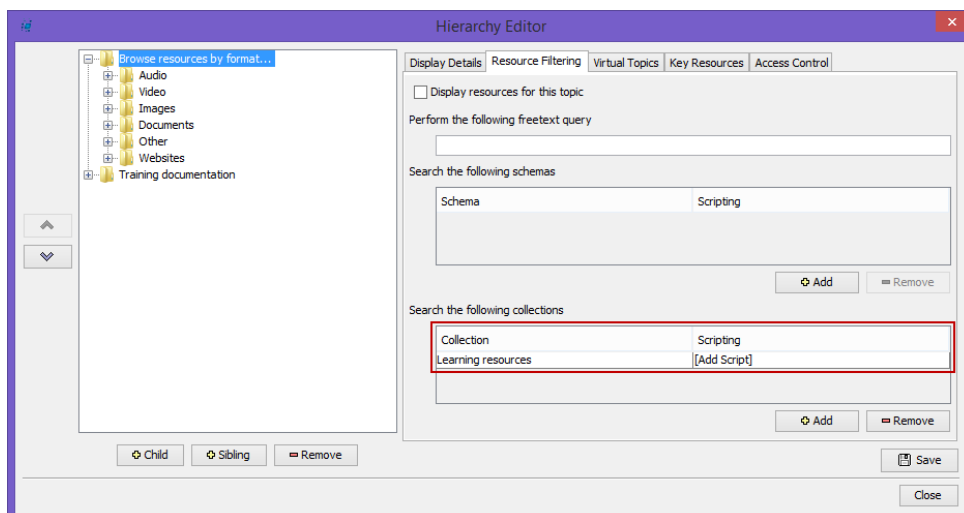 Hierarchy Editor
Browse resources by format...
Audio
Video
Images
Documents
Other
Websites
Training documentation
Child
Sibling
Remove
Display Details Resource Filtering Virtual Topics Key Resources Access Control
Display resources for this topic
Perform the following freetext query
Search the following schemas
Schema Scripting
Add Remove
Search the following collections
Collection Scripting
Learning resources [Add Script]
Add Remove
Save
Close